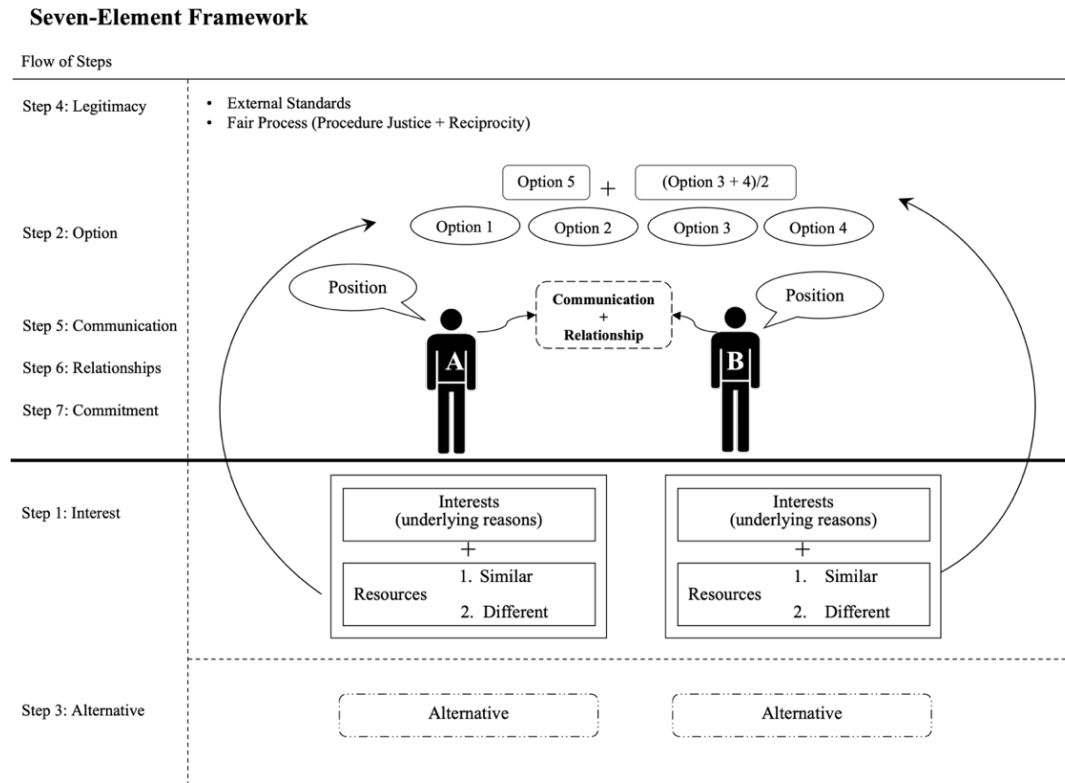 Seven-Element Framework
Flow of Steps
Step 4: Legitimacy
• External Standards
• Fair Process (Procedure Justice + Reciprocity)
Option 5
+
(Option 3 + 4)/2
Step 2: Option
Option 1
Option 2
Option 3
Option 4
Position
Position
Communication
+
Relationship
Step 5: Communication
Step 6: Relationships
Step 7: Commitment
A
B
Step 1: Interest
Interests
(underlying reasons)
+
Resources
1. Similar
2. Different
Interests
(underlying reasons)
+
Resources
1. Similar
2. Different
Step 3: Alternative
Alternative
Alternative